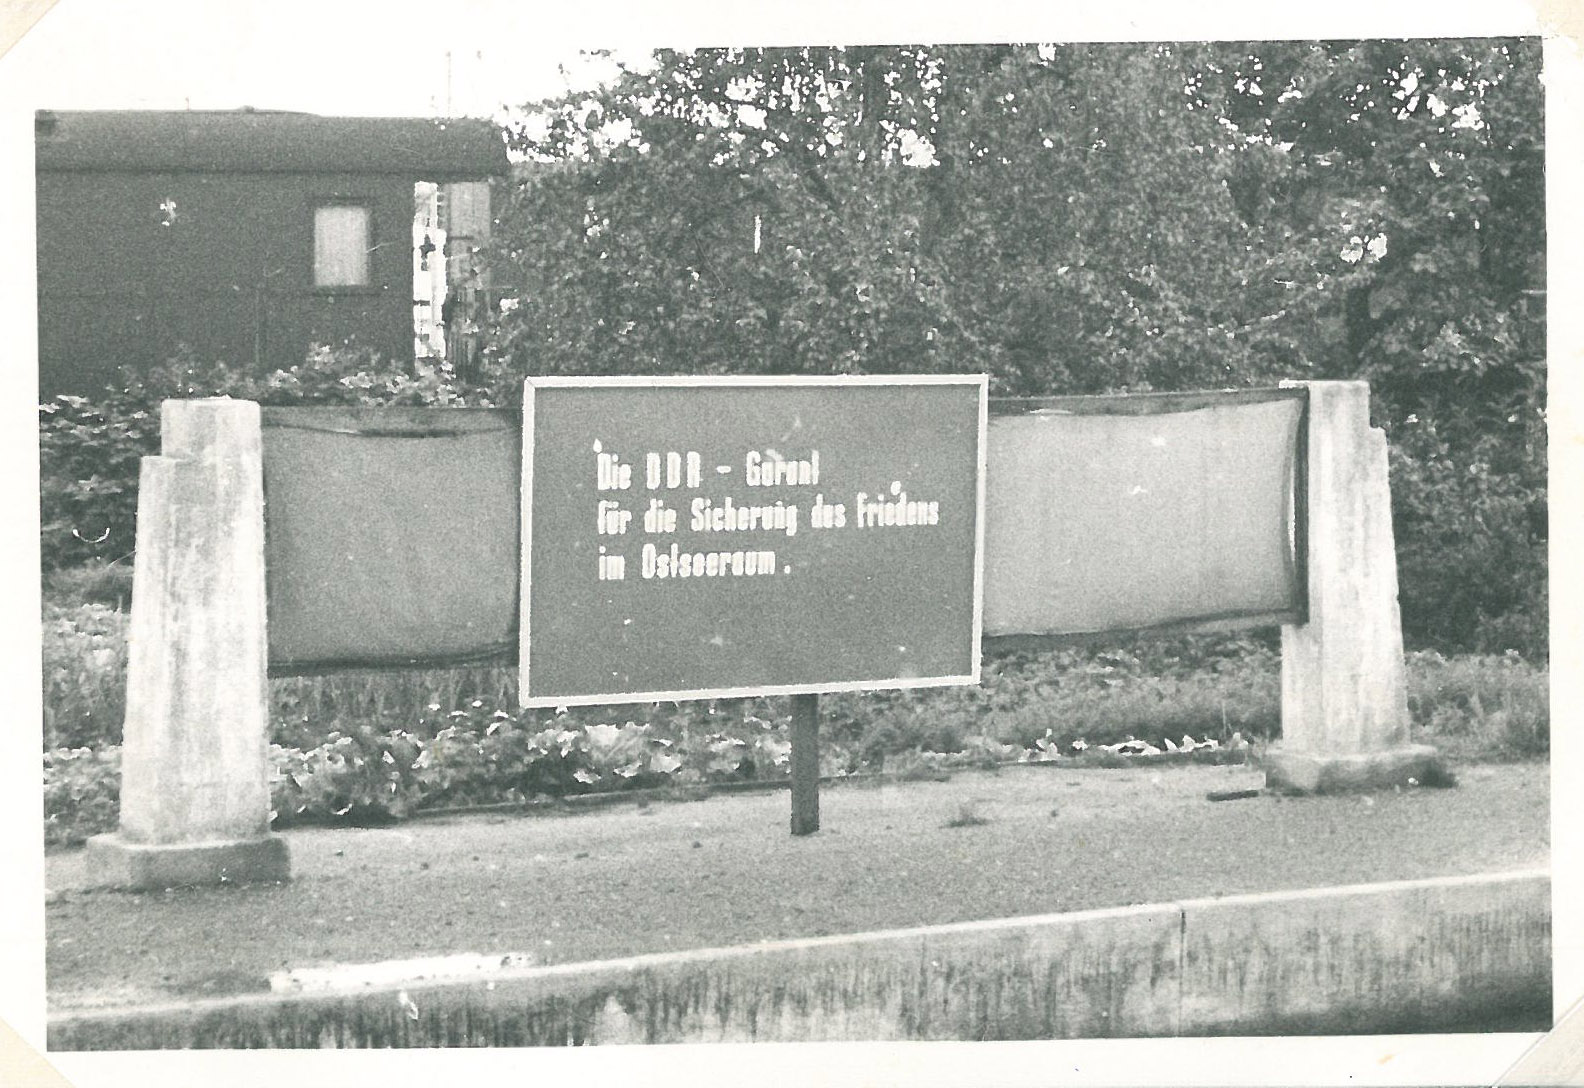 Die DDR - Garant
für die Sicherung des Friedens
im Ostseeraum.